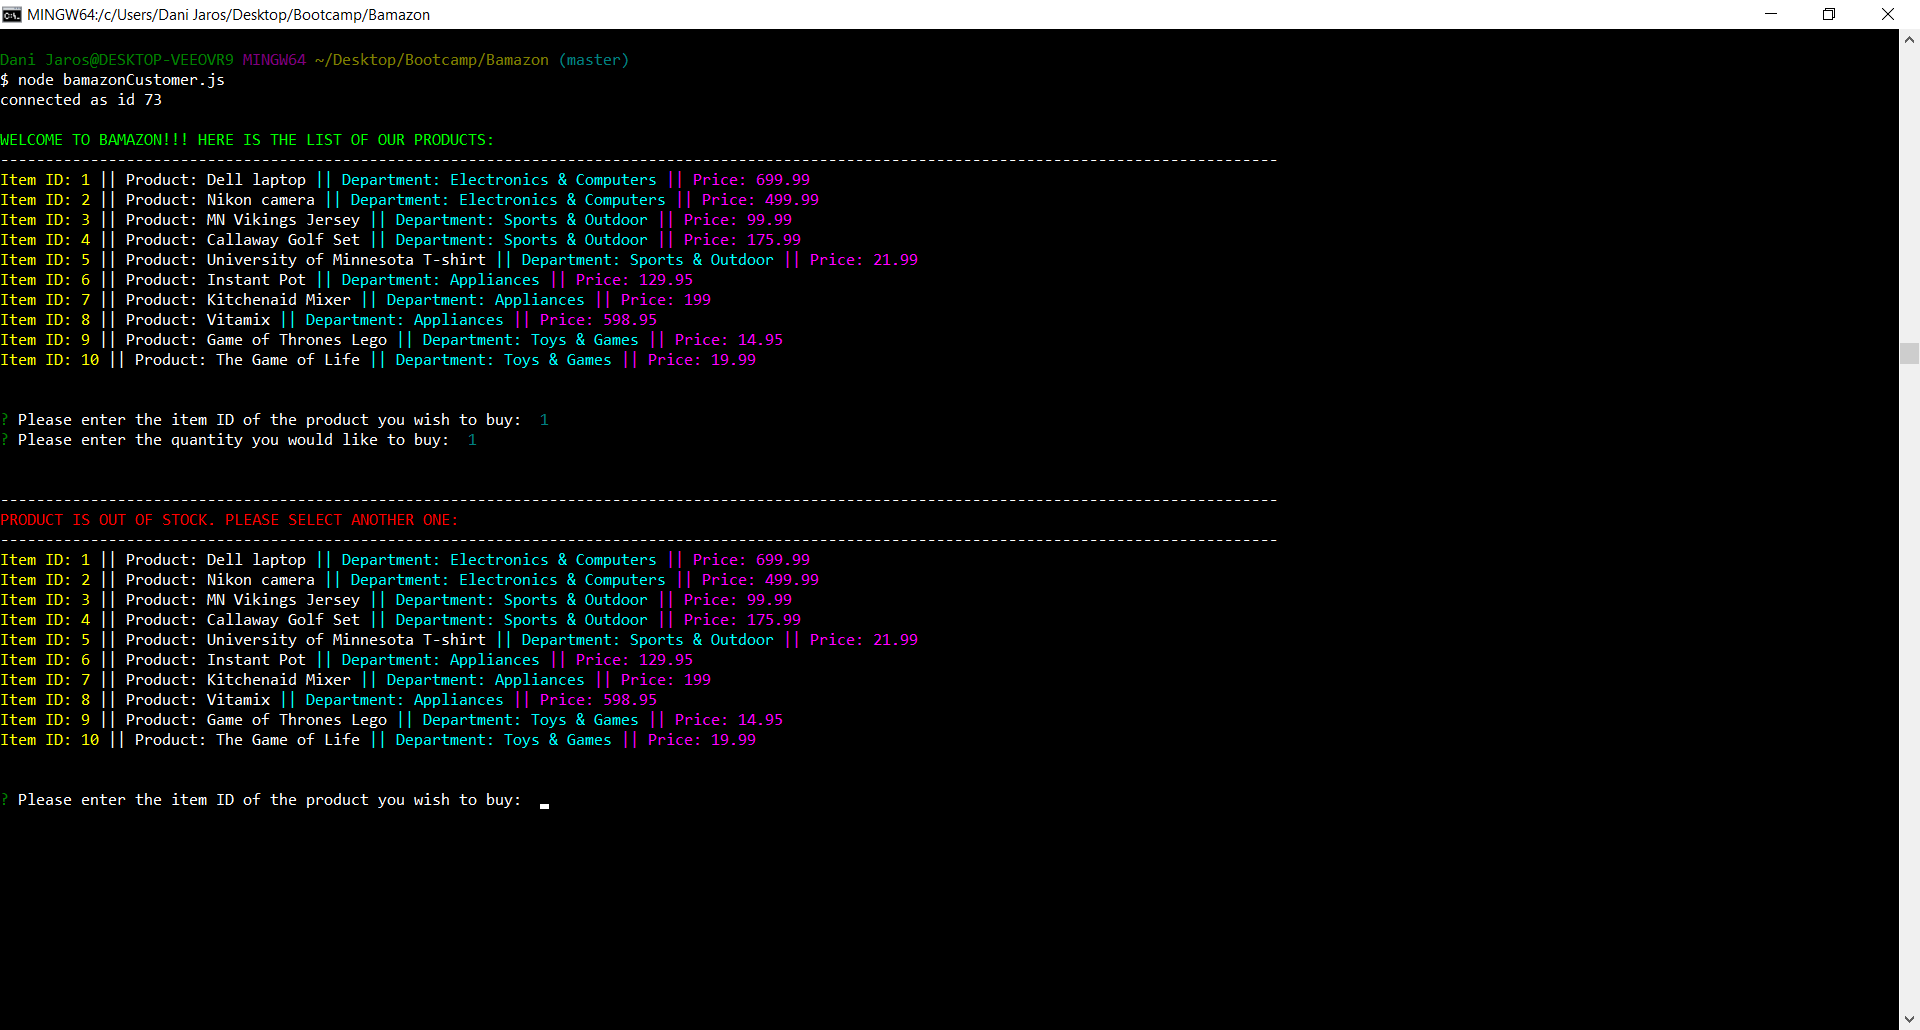 MINGW64:/c/Users/Dani Jaros/Desktop/Bootcamp/Bamazon
Dani Jaros@DESKTOP-VEEOVR9 MINGW64 ~/Desktop/Bootcamp/Bamazon (master)
$ node bamazonCustomer.js
connected as id 73
WELCOME TO BAMAZON!!! HERE IS THE LIST OF OUR PRODUCTS:
----------------------------------------------------------------------------------------------------------------------------------------------
Item ID: 1 || Product: Dell laptop || Department: Electronics & Computers || Price: 699.99
Item ID: 2 || Product: Nikon camera || Department: Electronics & Computers || Price: 499.99
Item ID: 3 || Product: MN Vikings Jersey || Department: Sports & Outdoor || Price: 99.99
Item ID: 4 || Product: Callaway Golf Set || Department: Sports & Outdoor || Price: 175.99
Item ID: 5 || Product: University of Minnesota T-shirt || Department: Sports & Outdoor || Price: 21.99
Item ID: 6 || Product: Instant Pot || Department: Appliances || Price: 129.95
Item ID: 7 || Product: Kitchenaid Mixer || Department: Appliances || Price: 199
Item ID: 8 || Product: Vitamix || Department: Appliances || Price: 598.95
Item ID: 9 || Product: Game of Thrones Lego || Department: Toys & Games || Price: 14.95
Item ID: 10 || Product: The Game of Life || Department: Toys & Games || Price: 19.99
? Please enter the item ID of the product you wish to buy:  1
? Please enter the quantity you would like to buy:  1
----------------------------------------------------------------------------------------------------------------------------------------------
PRODUCT IS OUT OF STOCK. PLEASE SELECT ANOTHER ONE:
----------------------------------------------------------------------------------------------------------------------------------------------
Item ID: 1 || Product: Dell laptop || Department: Electronics & Computers || Price: 699.99
Item ID: 2 || Product: Nikon camera || Department: Electronics & Computers || Price: 499.99
Item ID: 3 || Product: MN Vikings Jersey || Department: Sports & Outdoor || Price: 99.99
Item ID: 4 || Product: Callaway Golf Set || Department: Sports & Outdoor || Price: 175.99
Item ID: 5 || Product: University of Minnesota T-shirt || Department: Sports & Outdoor || Price: 21.99
Item ID: 6 || Product: Instant Pot || Department: Appliances || Price: 129.95
Item ID: 7 || Product: Kitchenaid Mixer || Department: Appliances || Price: 199
Item ID: 8 || Product: Vitamix || Department: Appliances || Price: 598.95
Item ID: 9 || Product: Game of Thrones Lego || Department: Toys & Games || Price: 14.95
Item ID: 10 || Product: The Game of Life || Department: Toys & Games || Price: 19.99
? Please enter the item ID of the product you wish to buy: